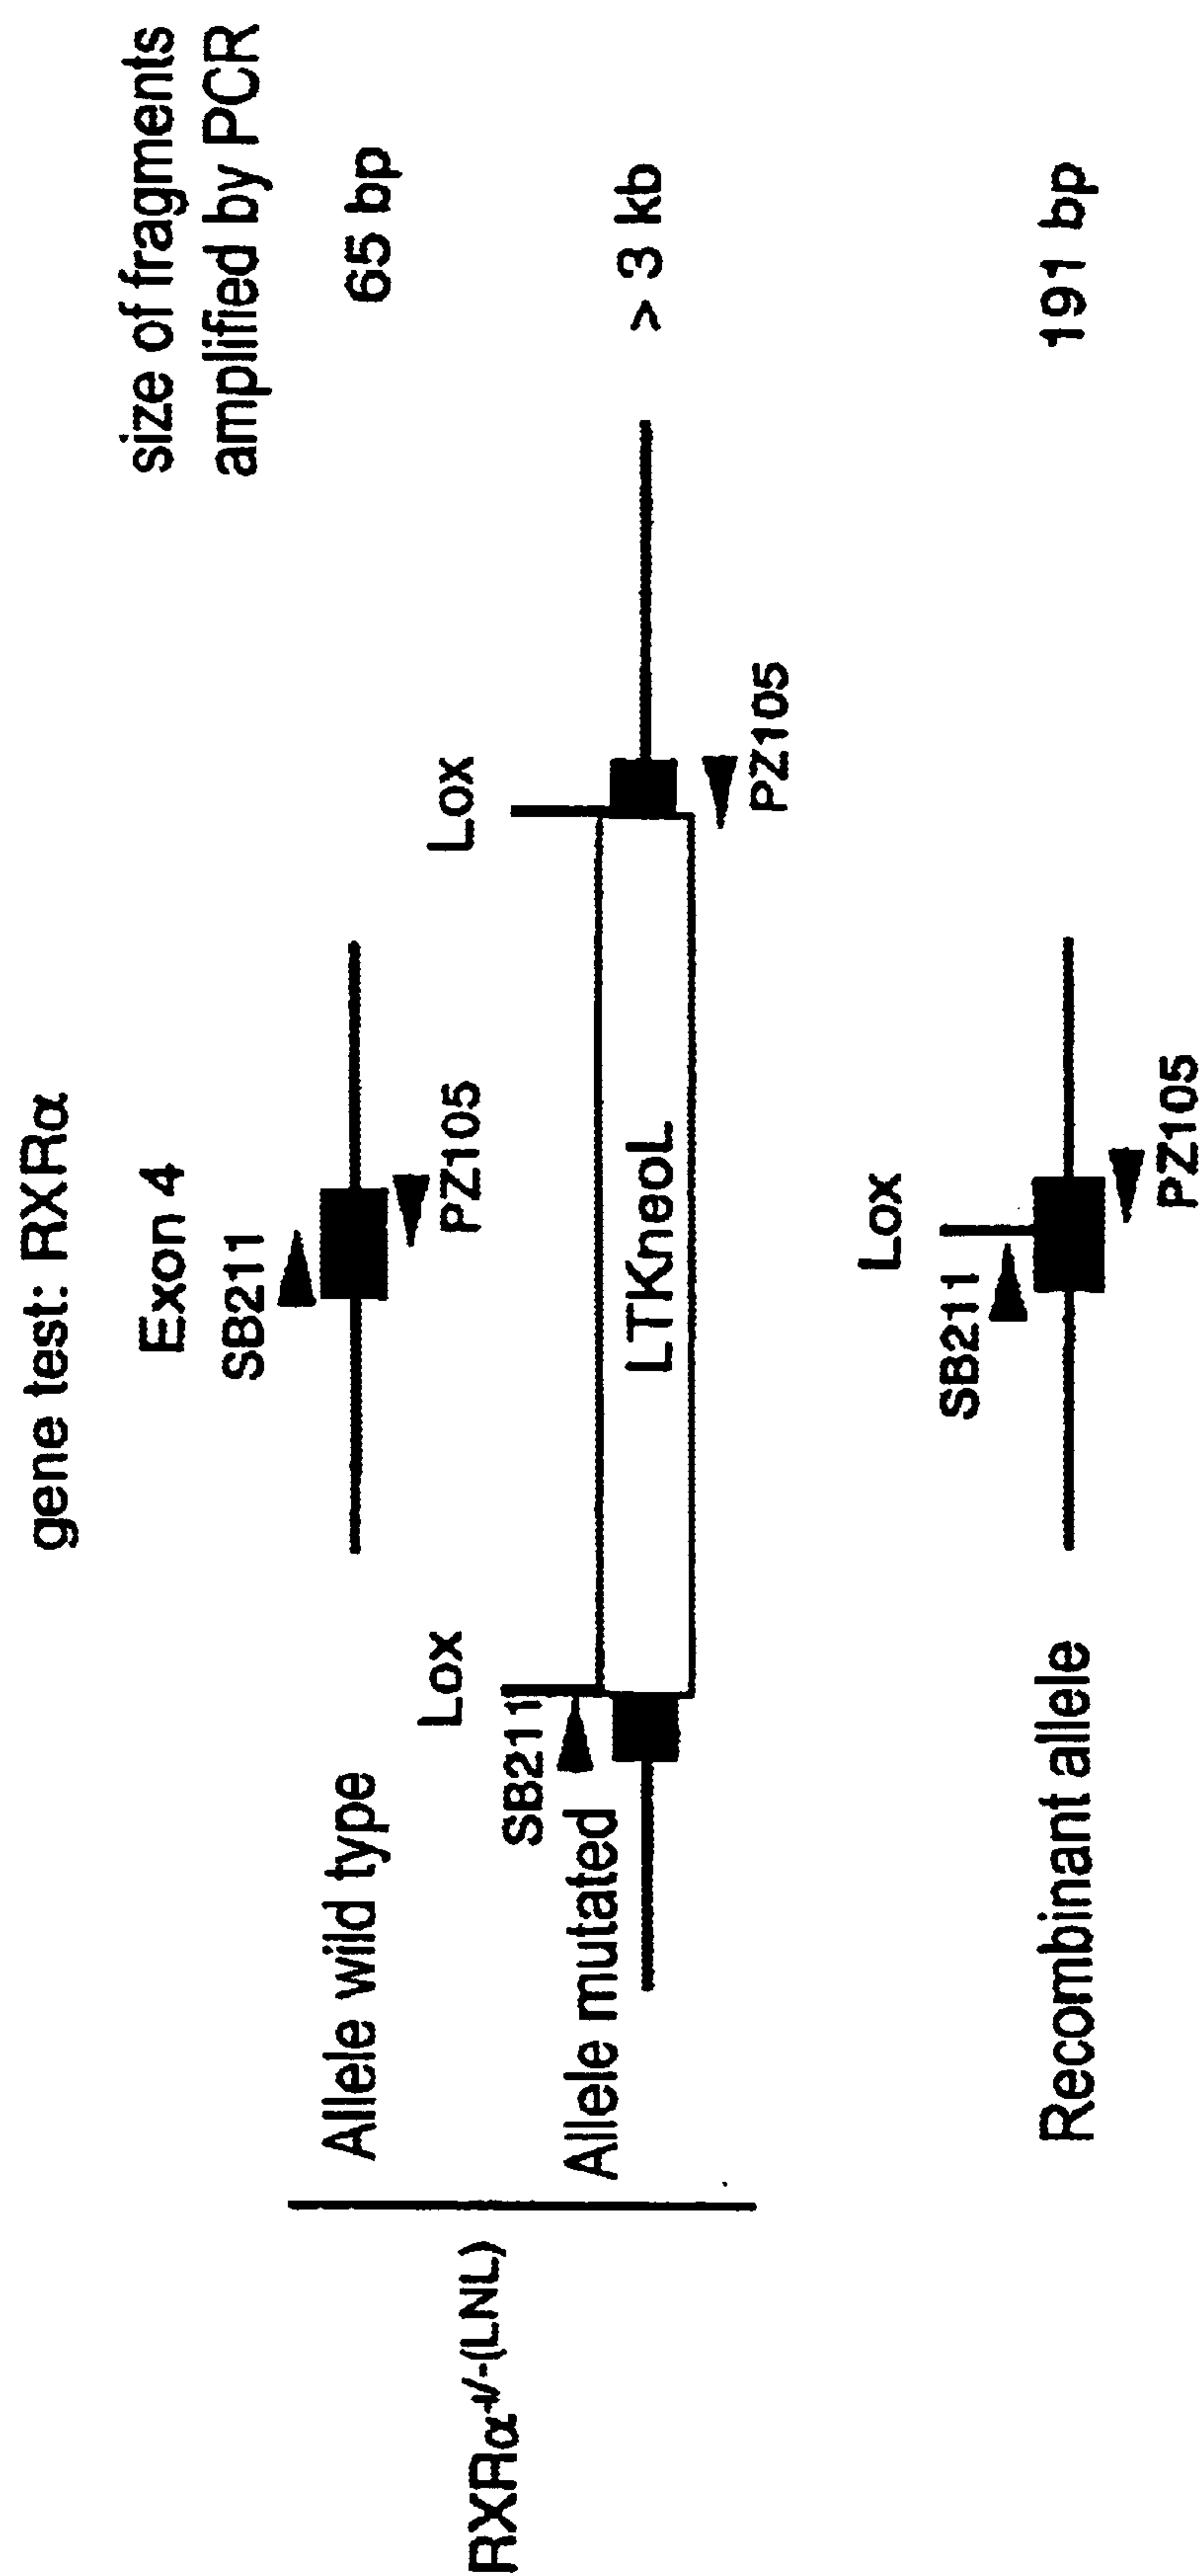 gene test: RXRα
size of fragments
amplified by PCR
Exon 4
SB211
Allele wild type
65 bp
PZ105
Lox
Lox
SB211
RXRα+/-(LNL)
Allele mutated
LTKneoL
> 3 kb
PZ105
Lox
SB211
Recombinant allele
191 bp
PZ105